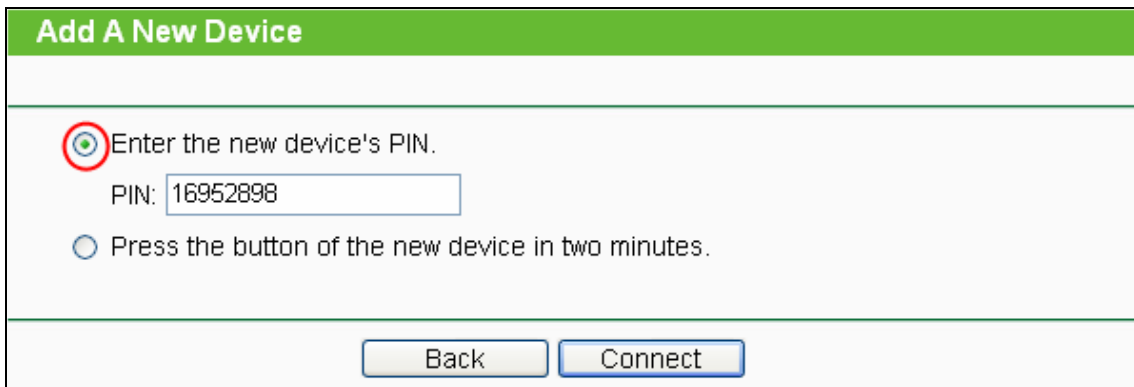 Add A New Device
Enter the new device's PIN.
PIN: 16952898
Press the button of the new device in two minutes.
Back Connect